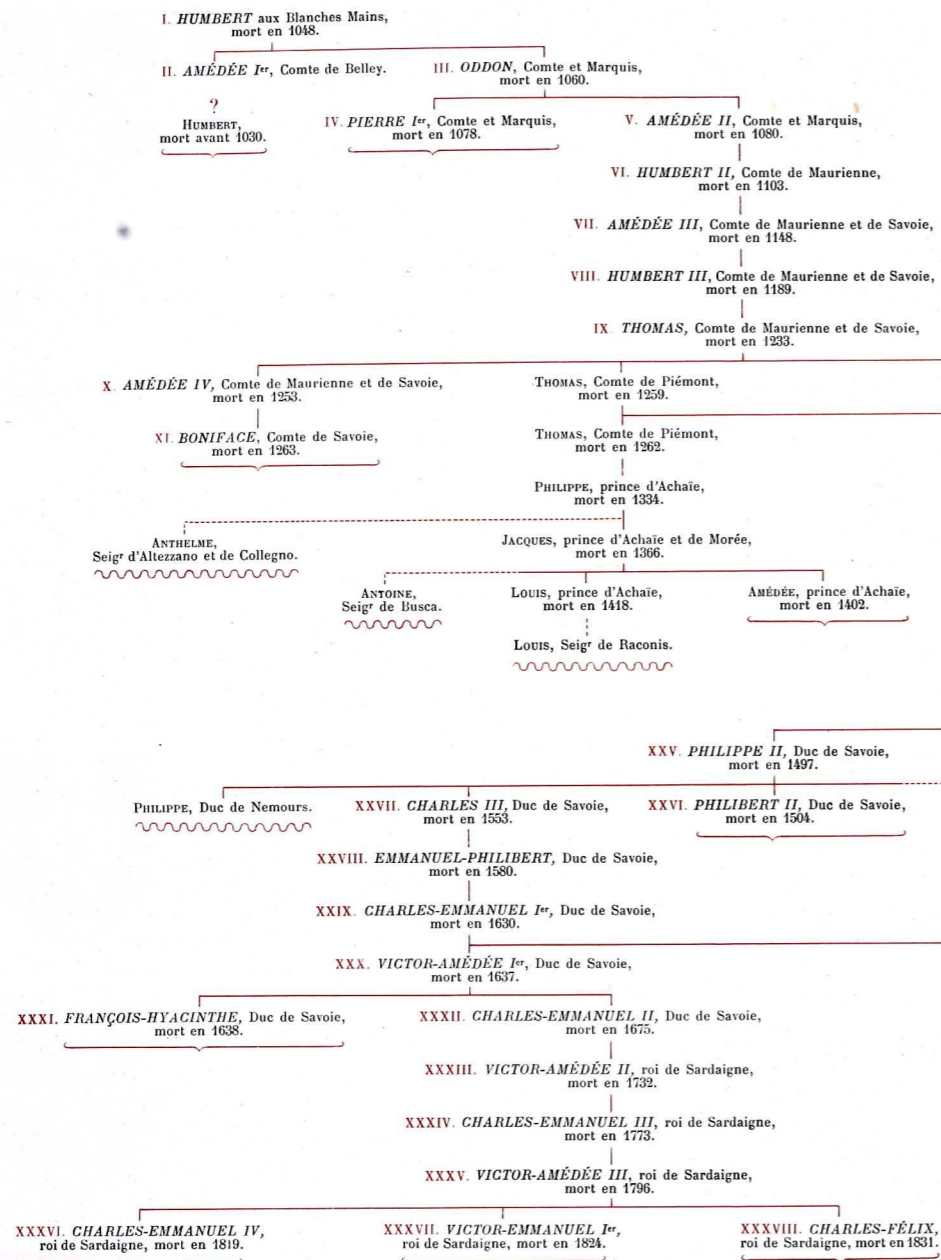 I. HUMBERT aux Blanches Mains,
mort en 1048.
II. AMÉDÉE Ier, Comte de Belley.
III. ODDON, Comte et Marquis,
mort en 1060.
?
HUMBERT,
mort avant 1030.
IV. PIERRE Ier, Comte et Marquis,
mort en 1078.
V. AMÉDÉE II, Comte et Marquis,
mort en 1080.
VI. HUMBERT II, Comte de Maurienne,
mort en 1103.
VII. AMÉDÉE III, Comte de Maurienne et de Savoie,
mort en 1148.
VIII. HUMBERT III, Comte de Maurienne et de Savoie,
mort en 1189.
IX THOMAS, Comte de Maurienne et de Savoie,
mort en 1233.
X. AMÉDÉE IV, Comte de Maurienne et de Savoie,
mort en 1253.
THOMAS, Comte de Piémont,
mort en 1259.
XI. BONIFACE, Comte de Savoie,
mort en 1263.
THOMAS, Comte de Piémont,
mort en 1262.
PHILIPPE, prince d'Achaïe,
mort en 1334.
ANTHELME,
Seigr d'Altezzano et de Collegno.
JACQUES, prince d'Achaïe et de Morée,
mort en 1366.
ANTOINE,
Seigr de Busca.
LOUIS, prince d'Achaïe,
mort en 1418.
AMÉDÉE, prince d'Achaïe,
mort en 1402.
LOUIS, Seigr de Raconis.
XXV. PHILIPPE II, Duc de Savoie,
mort en 1497.
PHILIPPE, Duc de Nemours.
XXVII. CHARLES III, Duc de Savoie,
mort en 1553.
XXVI. PHILIBERT II, Duc de Savoie,
mort en 1504.
XXVIII. EMMANUEL-PHILIBERT, Duc de Savoie,
mort en 1580.
XXIX. CHARLES-EMMANUEL Ier, Duc de Savoie,
mort en 1630.
XXX. VICTOR-AMÉDÉE Ier, Duc de Savoie,
mort en 1637.
XXXI. FRANÇOIS-HYACINTHE, Duc de Savoie,
mort en 1638.
XXXII. CHARLES-EMMANUEL II, Duc de Savoie,
mort en 1675.
XXXIII. VICTOR-AMÉDÉE II, roi de Sardaigne,
mort en 1732.
XXXIV. CHARLES-EMMANUEL III, roi de Sardaigne,
mort en 1773.
XXXV. VICTOR-AMÉDÉE III, roi de Sardaigne,
mort en 1796.
XXXVI. CHARLES-EMMANUEL IV,
roi de Sardaigne, mort en 1819.
XXXVII. VICTOR-EMMANUEL Ier,
roi de Sardaigne, mort en 1824.
XXXVIII. CHARLES-FÉLIX,
roi de Sardaigne, mort en 1831.